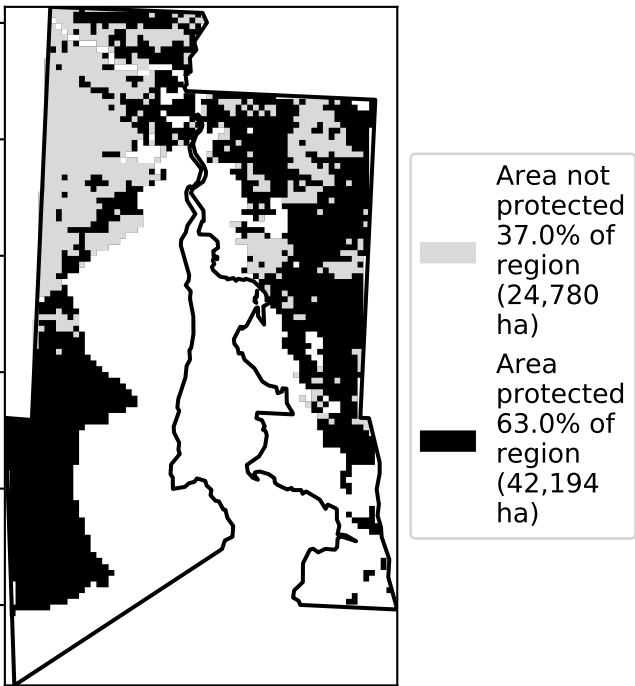 Area not
protected
37.0% of
region
(24,780
ha)
Area
protected
63.0% of
region
(42,194
ha)